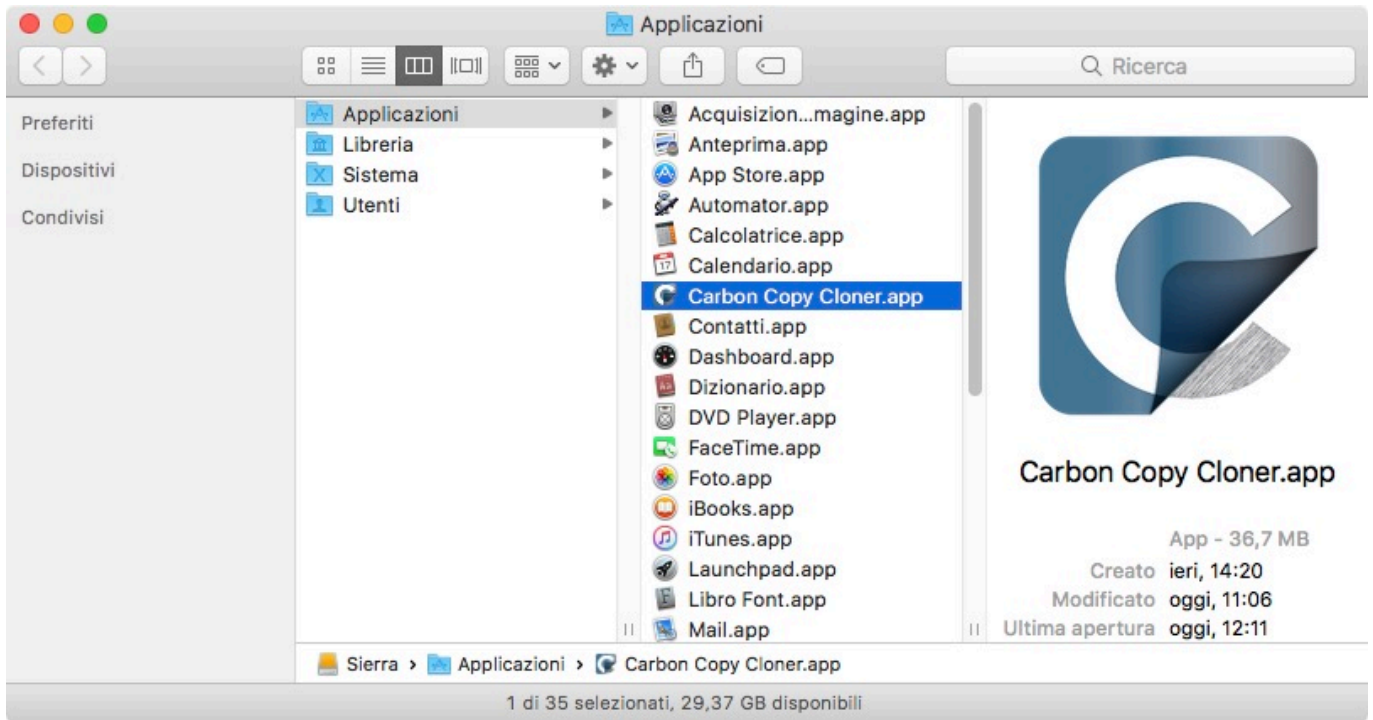 Applicazioni
Ricerca
Preferiti
Dispositivi
Condivisi
Applicazioni
Libreria
Sistema
Utenti
Acquisizion...magine.app
Anteprima.app
App Store.app
Automator.app
Calcolatrice.app
Calendario.app
Carbon Copy Cloner.app
Contatti.app
Dashboard.app
Dizionario.app
DVD Player.app
FaceTime.app
Foto.app
iBooks.app
iTunes.app
Launchpad.app
Libro Font.app
Mail.app
Carbon Copy Cloner.app
App - 36,7 MB
Creato ieri, 14:20
Modificato oggi, 11:06
Ultima apertura oggi, 12:11
Sierra › Applicazioni › Carbon Copy Cloner.app
1 di 35 selezionati, 29,37 GB disponibili